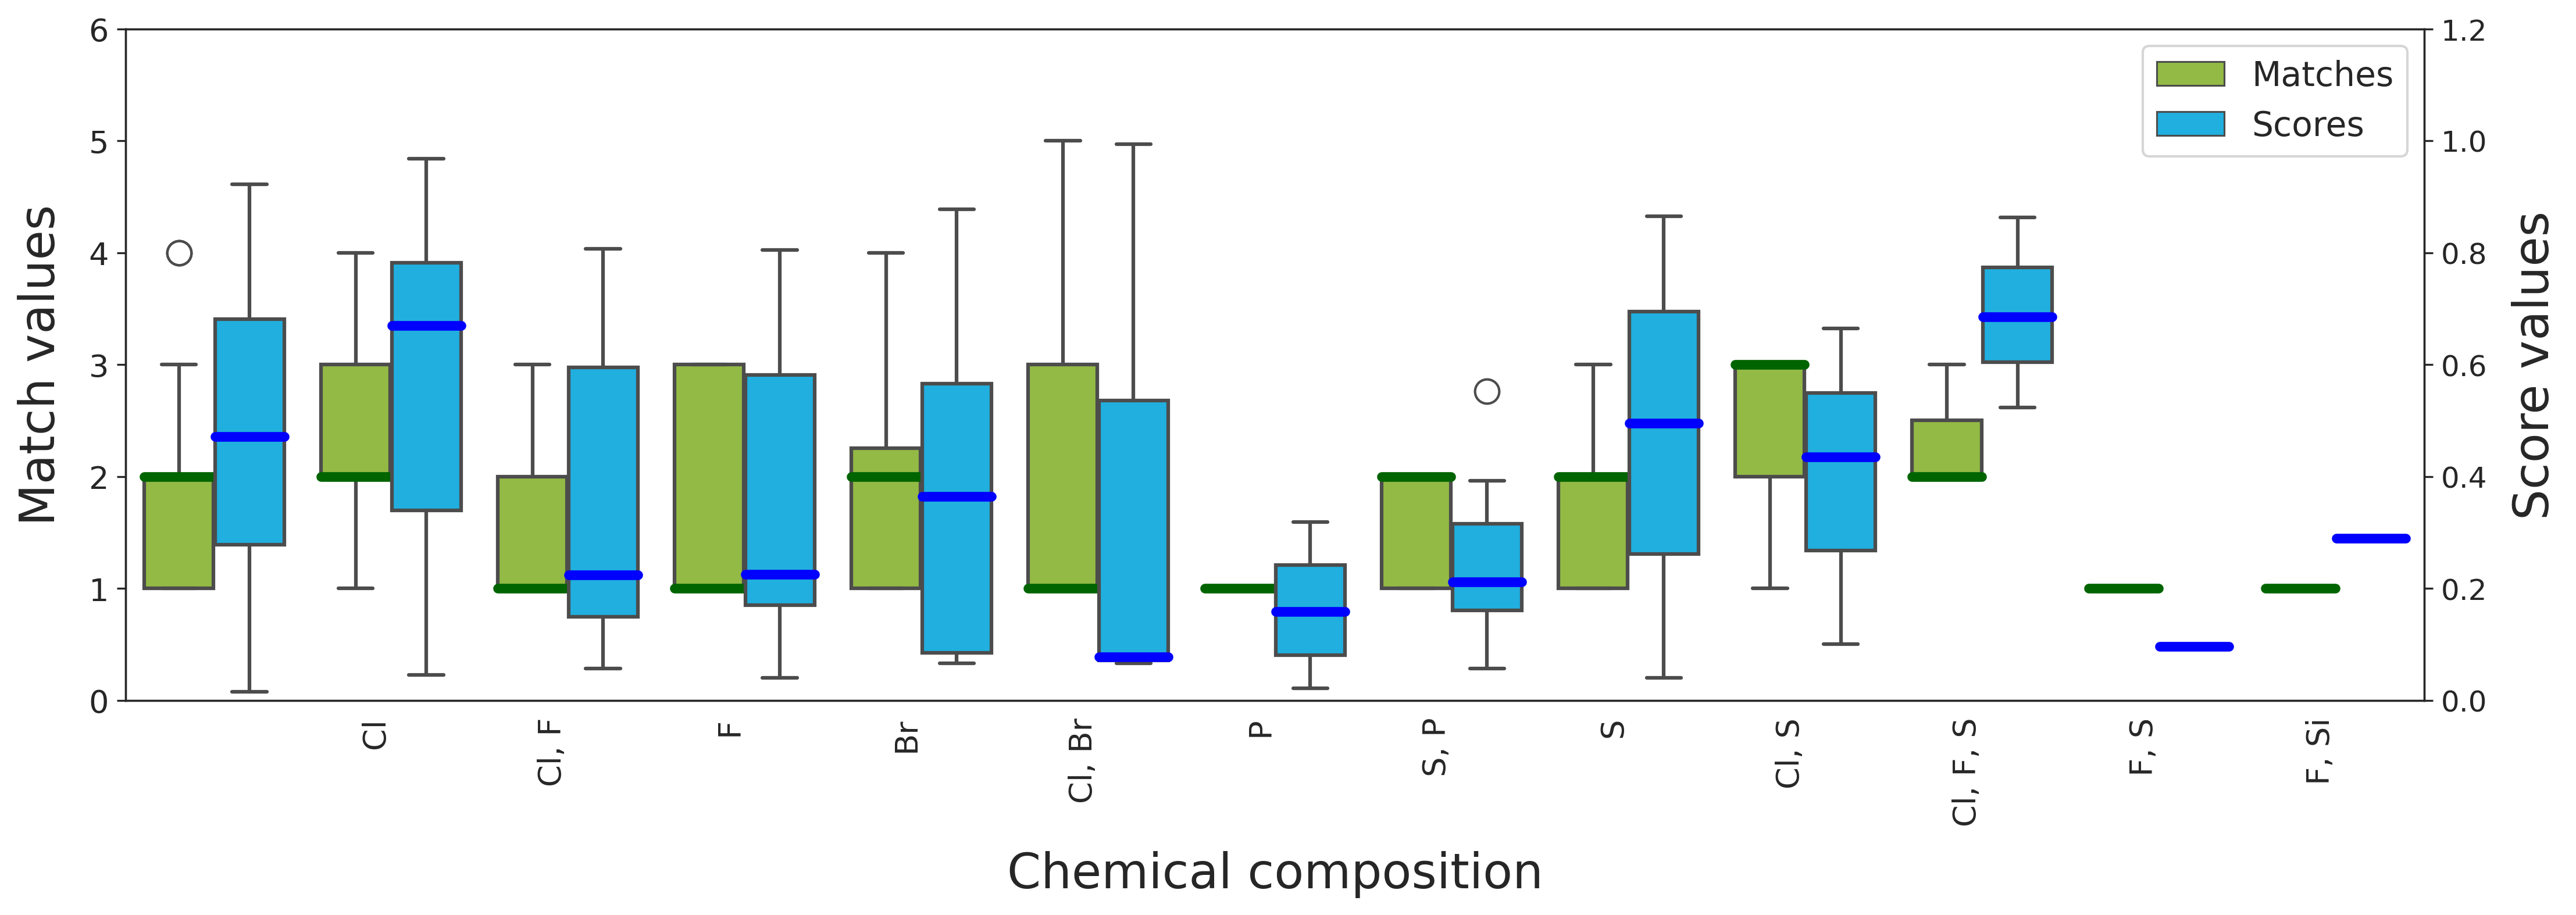 Match values
6
5
4
3
2
1
0
Matches
Scores
1.2
1.0
0.8
0.6
0.4
0.2
0.0
Score values
Cl
Cl, F
F
Br
Cl, Br
P
S, P
S
Cl, S
Cl, F, S
F, S
F, Si
Chemical composition